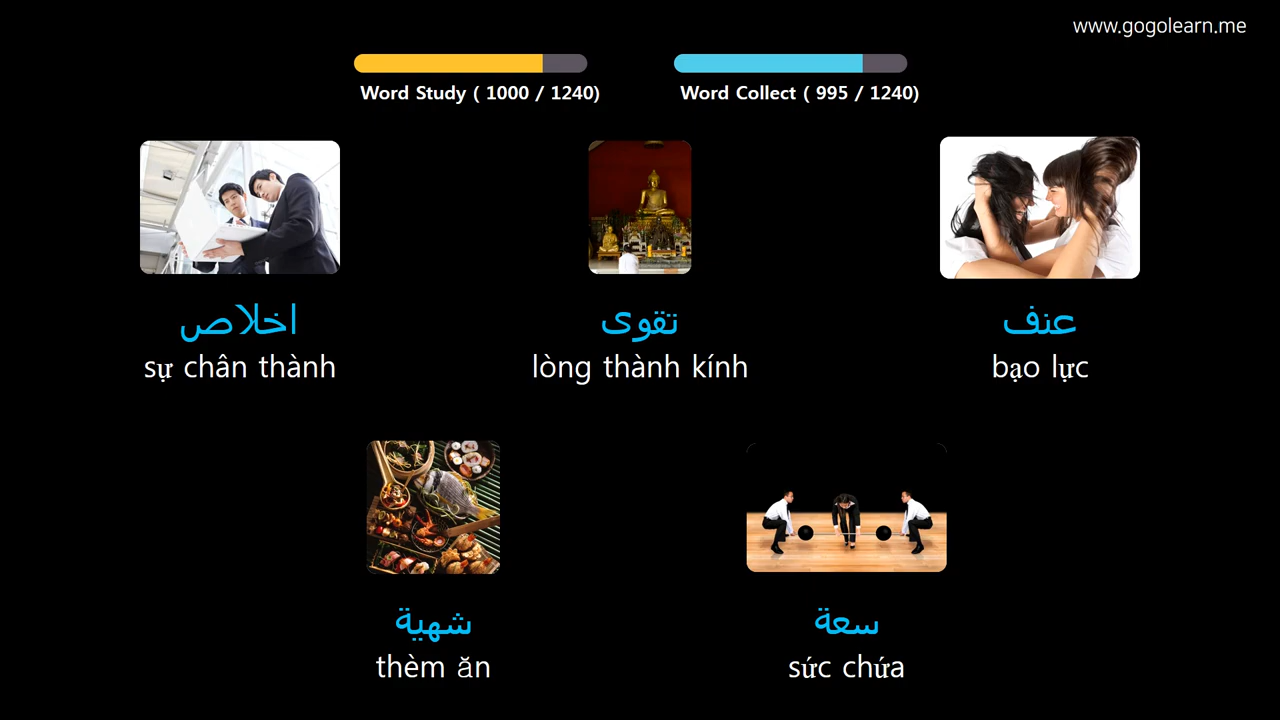 www.gogolearn.me
Word Study ( 1000 / 1240)
Word Collect ( 995 / 1240)
اخلاص
sự chân thành
تقوى
lòng thành kính
عنف
bạo lực
شهية
thèm ăn
سعة
sức chứa